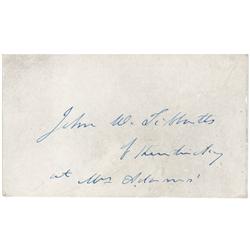 John W. Tibbatts
of Kentucky
at Mrs Adams'